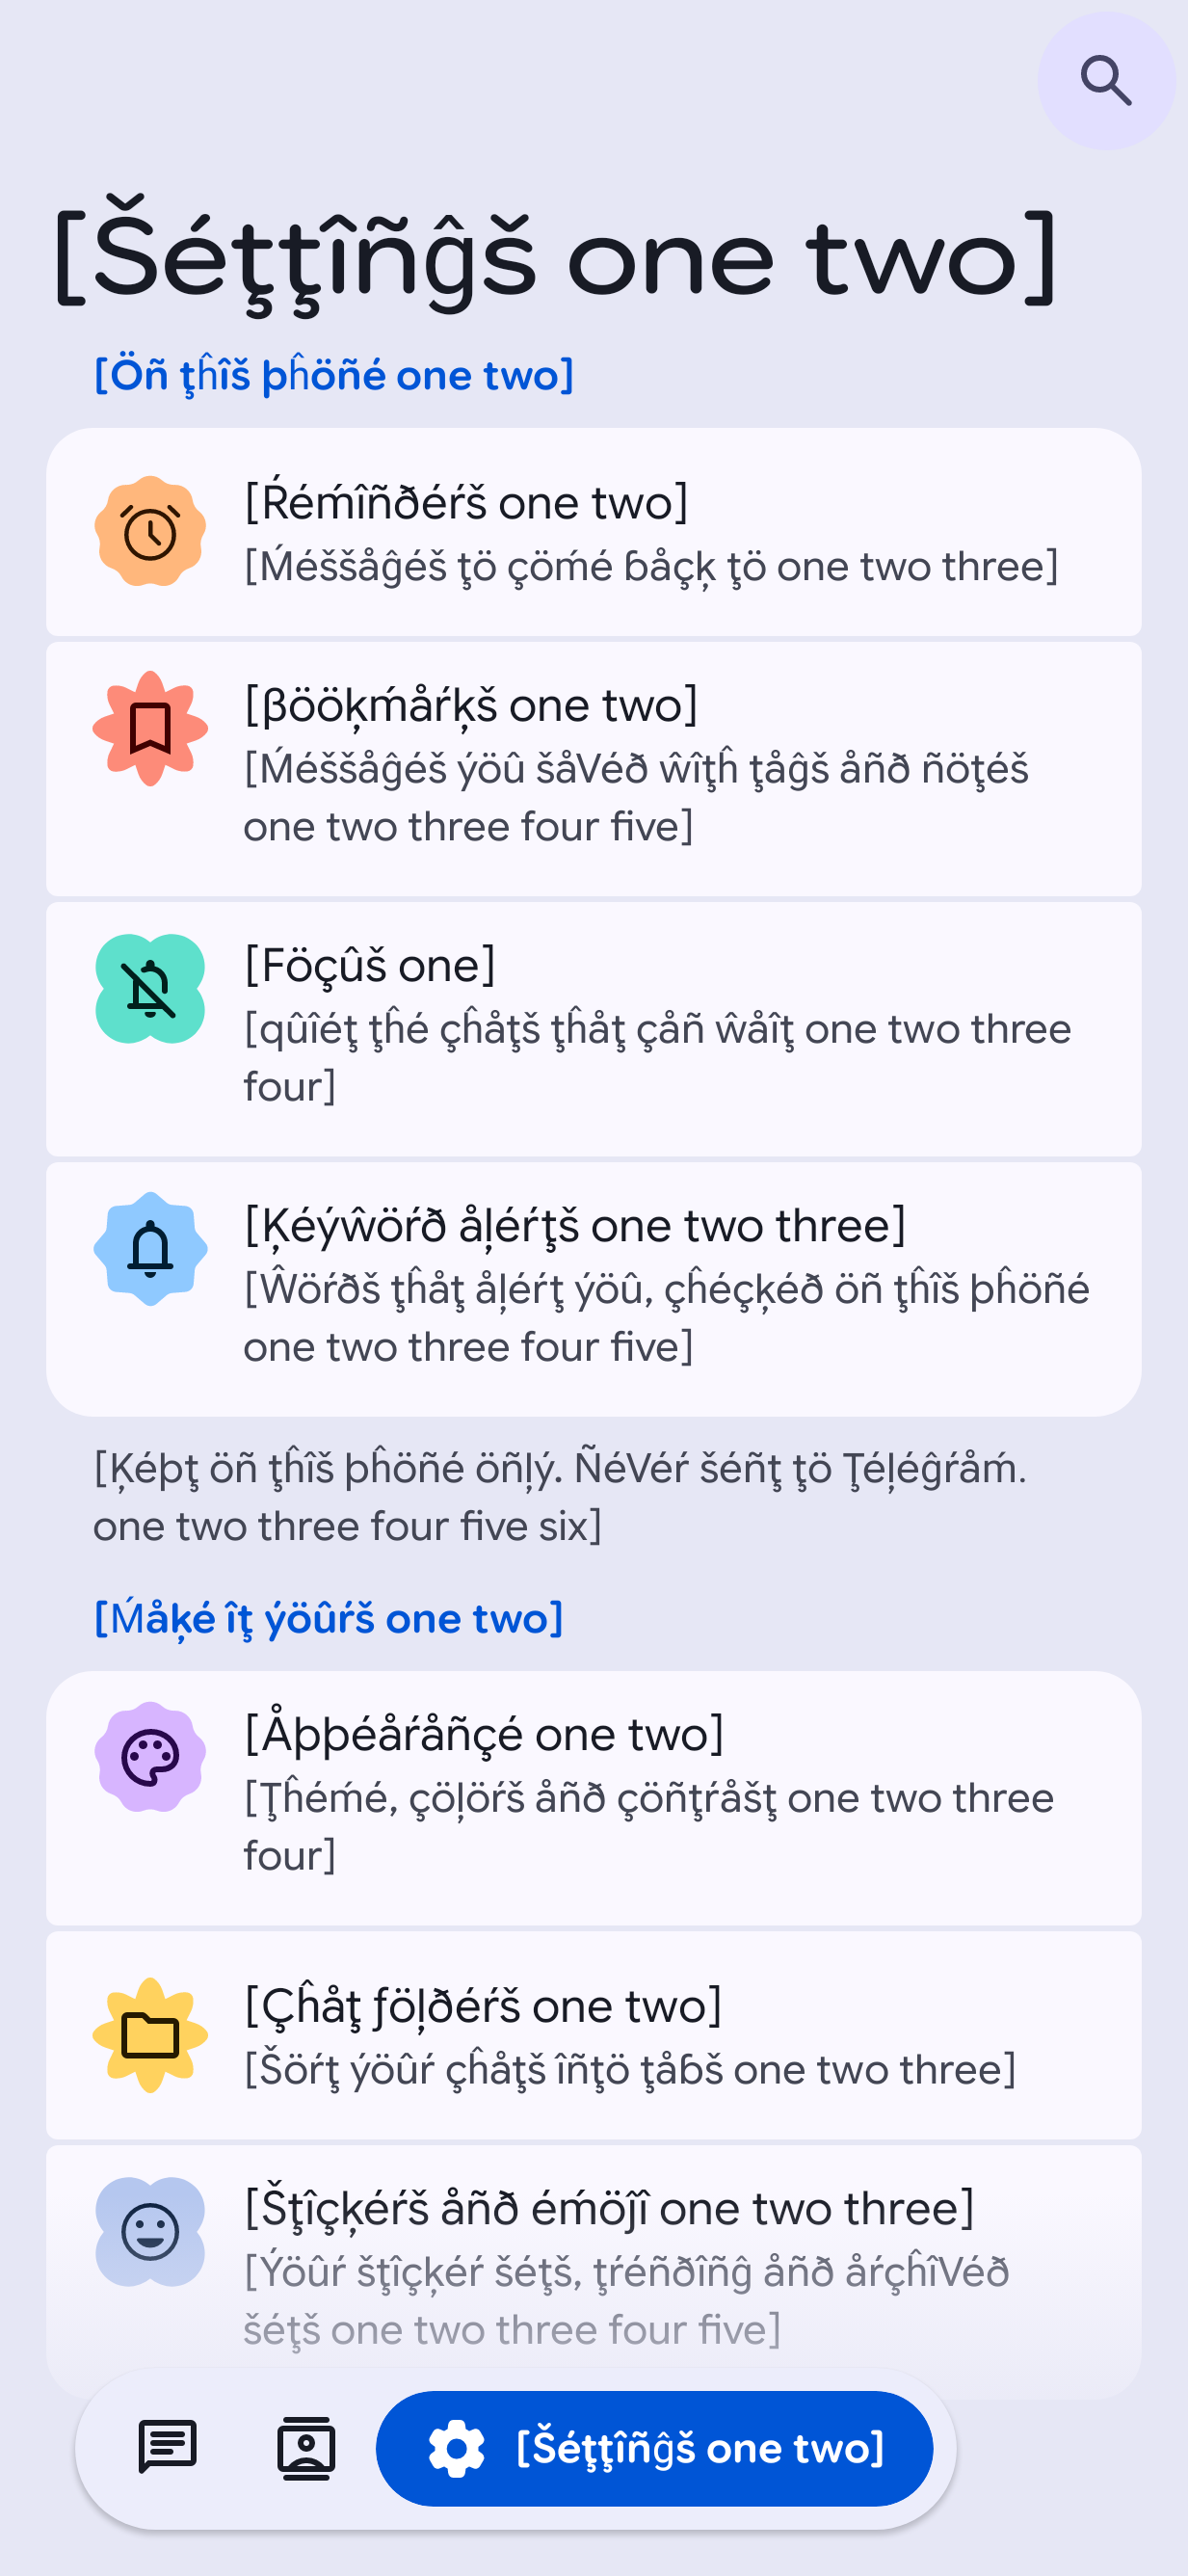 [Šéţţîñĝš one two]
[Öñ ţĥîš þĥöñé one two]
[Ŕéḿîñðéŕš one two]
[Ḿéššåĝéš ţö çöḿé ƃåçķ ţö one two three]
[βööķḿåŕķš one two]
[Ḿéššåĝéš ýöû šåVéð ŵîţĥ ţåĝš åñð ñöţéš
one two three four five]
[Föçûš one]
[qûîéţ ţĥé çĥåţš ţĥåţ çåñ ŵåîţ one two three
four]
[Ķéýŵöŕð åļéŕţš one two three]
[Ŵöŕðš ţĥåţ åļéŕţ ýöû, çĥéçķéð öñ ţĥîš þĥöñé
one two three four five]
[Ķéþţ öñ ţĥîš þĥöñé öñļý. ÑéVéŕ šéñţ ţö Ţéļéĝŕåḿ.
one two three four five six]
[Ḿåķé îţ ýöûŕš one two]
[Åþþéåŕåñçé one two]
[Ţĥéḿé, çöļöŕš åñð çöñţŕåšţ one two three
four]
[Çĥåţ ƒöļðéŕš one two]
[Šöŕţ ýöûŕ çĥåţš îñţö ţåƃš one two three]
[Šţîçķéŕš åñð éḿöĵî one two three]
[Ýöûŕ šţîçķéŕ šéţš, ţŕéñðîñĝ åñð åŕçĥîVéð
šéţš one two three four five]
[Šéţţîñĝš one two]